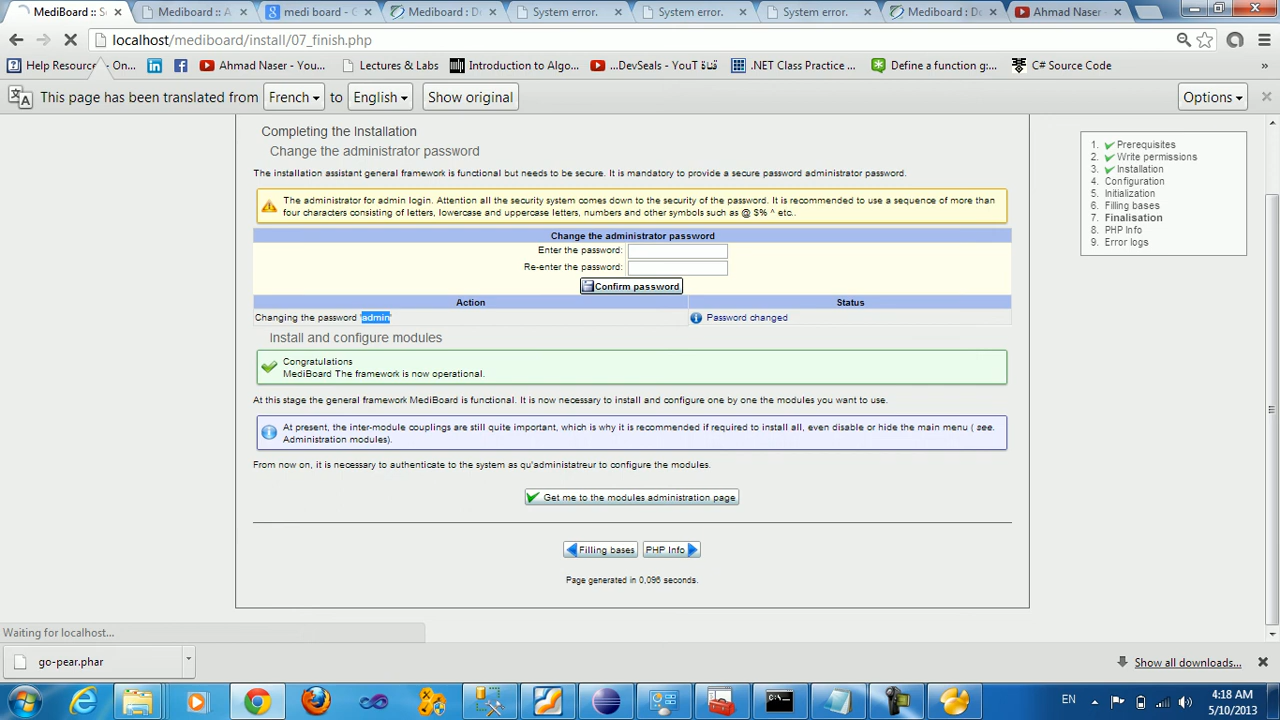 MediBoard :: S
Mediboard :: A
medi board - G
Mediboard : D
System error.
System error.
System error.
Mediboard : D
Ahmad Naser
localhost/mediboard/install/07_finish.php
Help Resource
On...
Ahmad Naser - You...
Lectures & Labs
Introduction to Algo...
.NET Class Practice ...
Define a function g:...
C# Source Code
»
This page has been translated from French to English Show original
Options
Completing the Installation
Change the administrator password
The installation assistant general framework is functional but needs to be secure. It is mandatory to provide a secure password administrator password.
The administrator for admin login. Attention all the security system comes down to the security of the password. It is recommended to use a sequence of more than
four characters consisting of letters, lowercase and uppercase letters, numbers and other symbols such as @ $% ^ etc..
Change the administrator password
Enter the password:
Re-enter the password:
Confirm password
Action Status
Changing the password 'admin' Password changed
Install and configure modules
Congratulations
MediBoard The framework is now operational.
At this stage the general framework MediBoard is functional. It is now necessary to install and configure one by one the modules you want to use.
At present, the inter-module couplings are still quite important, which is why it is recommended if required to install all, even disable or hide the main menu ( see.
Administration modules).
From now on, it is necessary to authenticate to the system as qu'administatreur to configure the modules.
Get me to the modules administration page
Filling bases PHP Info
Page generated in 0,096 seconds.
1. Prerequisites
2. Write permissions
3. Installation
4. Configuration
5. Initialization
6. Filling bases
7. Finalisation
8. PHP Info
9. Error logs
Waiting for localhost...
go-pear.phar
Show all downloads...
EN
4:18 AM
5/10/2013